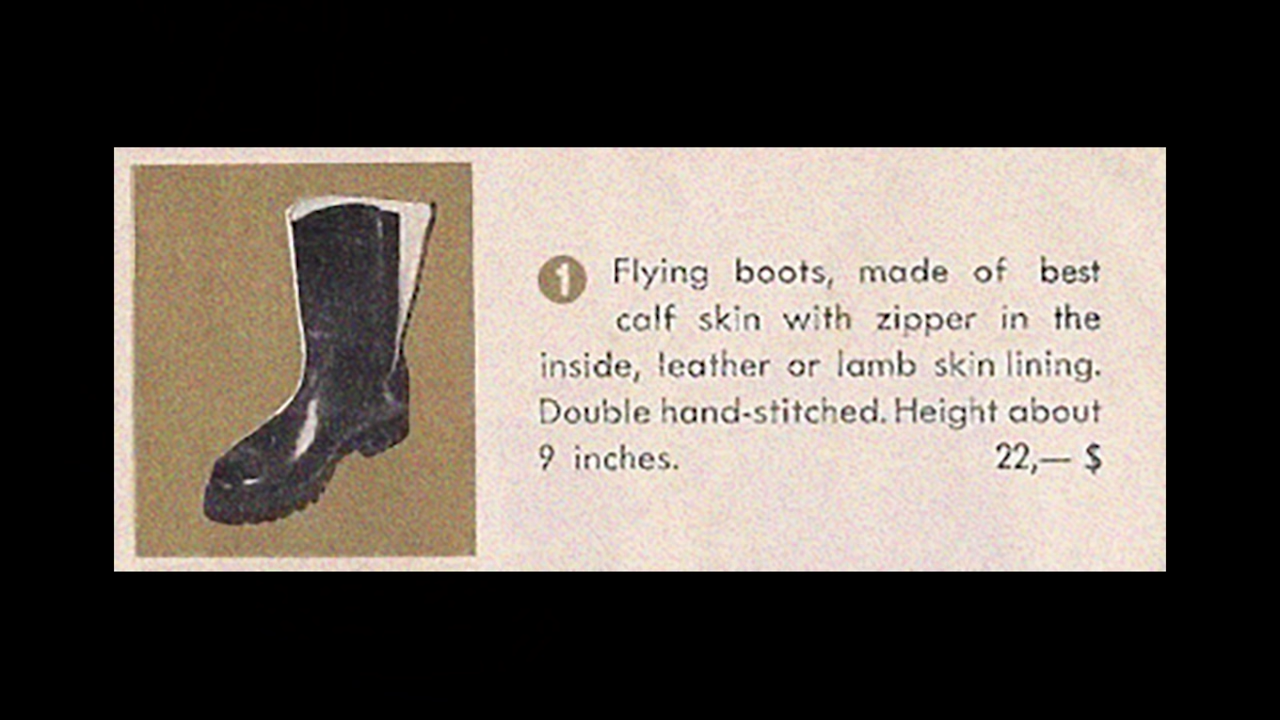 1 Flying boots, made of best
calf skin with zipper in the
inside, leather or lamb skin lining.
Double hand-stitched. Height about
9 inches. 22,— $